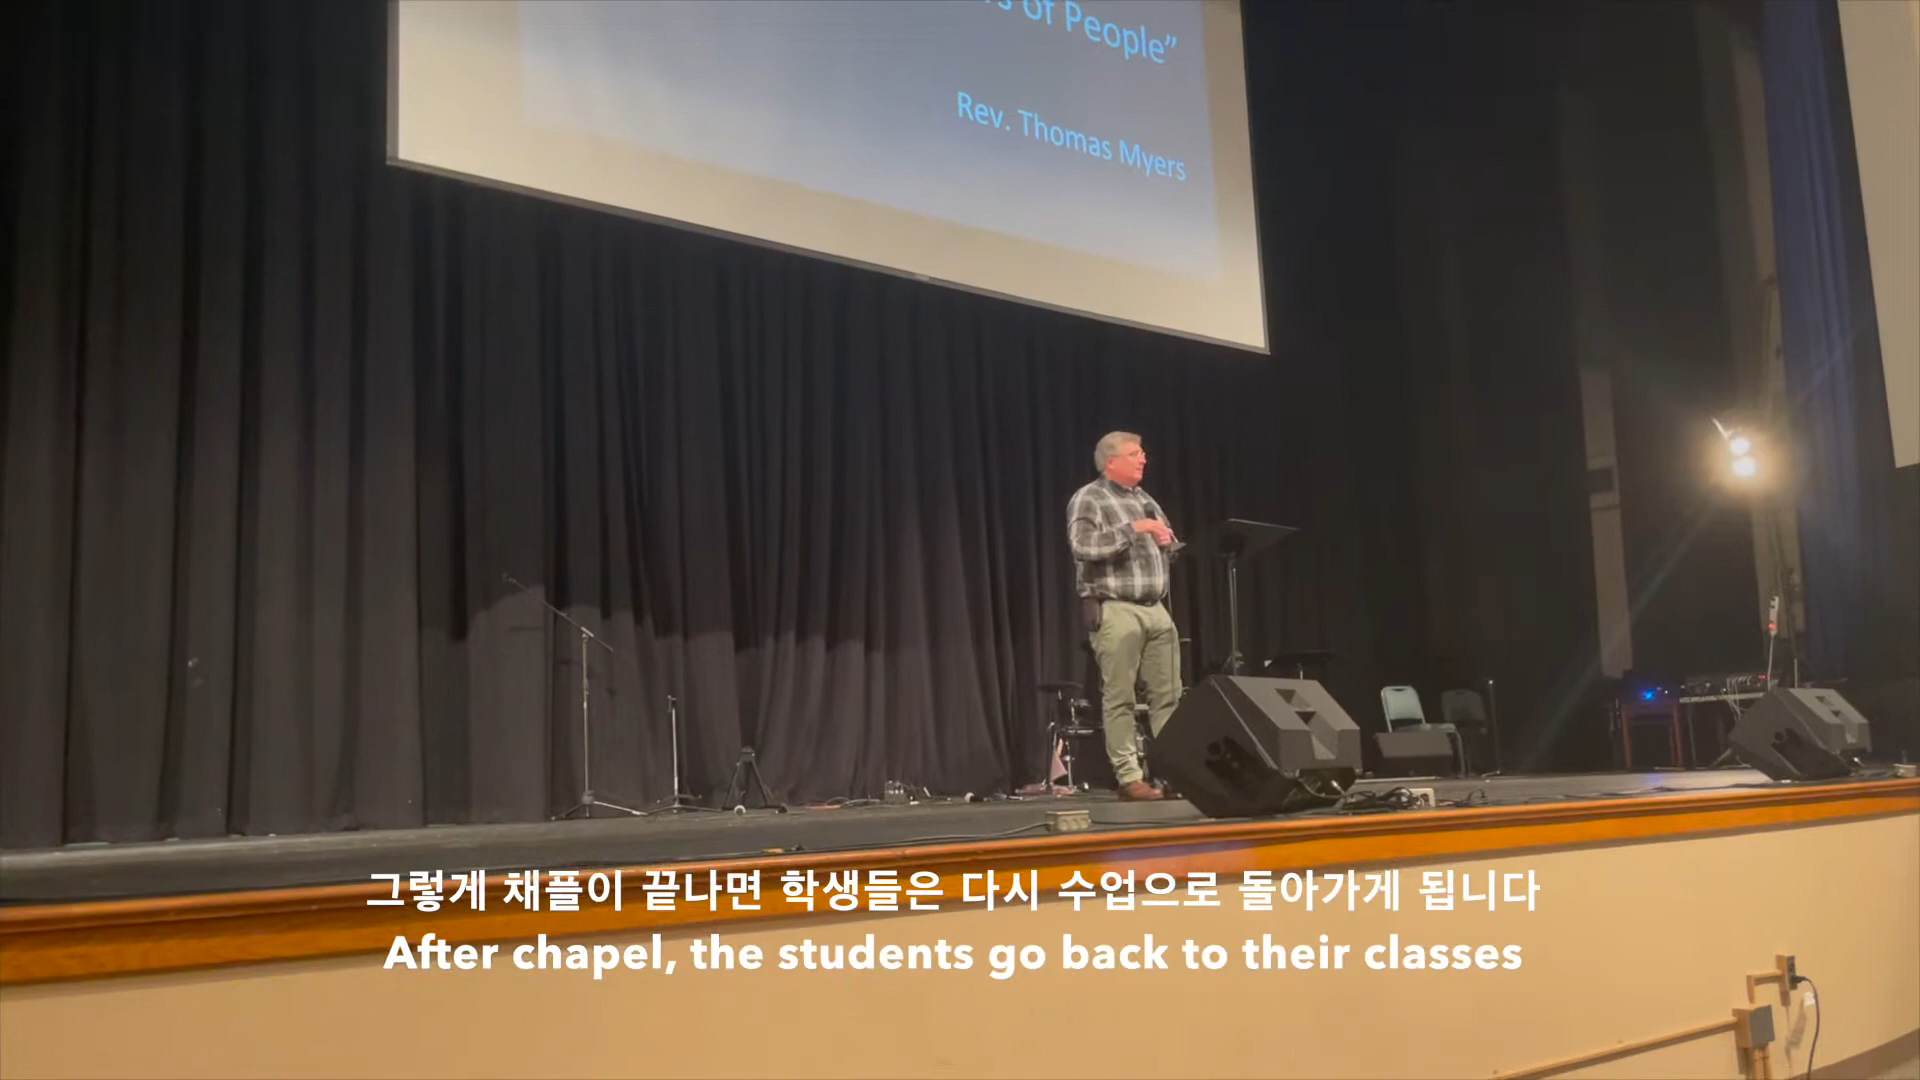 of People”
Rev. Thomas Myers
그렇게 채플이 끝나면 학생들은 다시 수업으로 돌아가게 됩니다
After chapel, the students go back to their classes